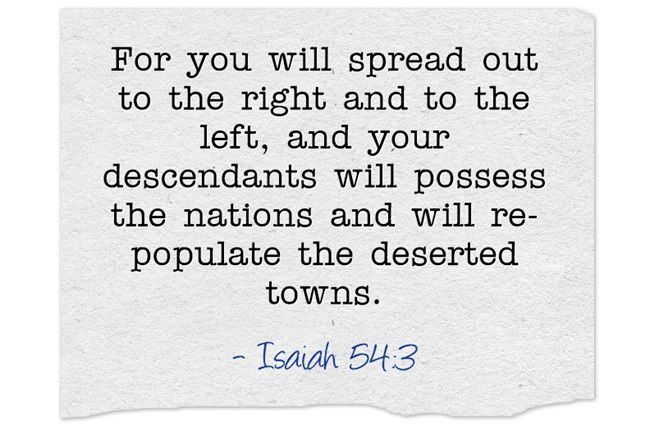 For you will spread out
to the right and to the
left, and your
descendants will possess
the nations and will re-
populate the deserted
towns.
- Isaiah 54:3